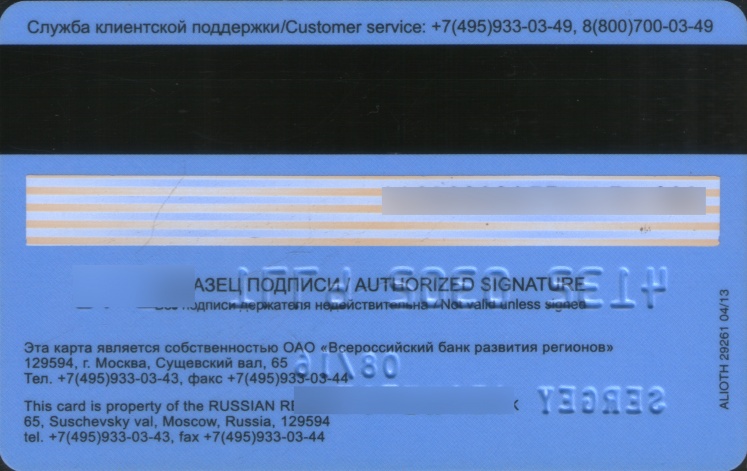 Служба клиентской поддержки/Customer service: +7(495)933-03-49, 8(800)700-03-49
АЗЕЦ ПОДПИСИ / AUTHORIZED SIGNATURE
подписи держателя недействительна / Not valid unless signed
Эта карта является собственностью ОАО «Всероссийский банк развития регионов»
129594, г. Москва, Сущевский вал, 65
Тел. +7(495)933-03-43, факс +7(495)933-03-44
08/16
This card is property of the RUSSIAN
SERGEY
65, Suschevsky val, Moscow, Russia, 129594
tel. +7(495)933-03-43, fax +7(495)933-03-44
ALIOTH 29261 04/13